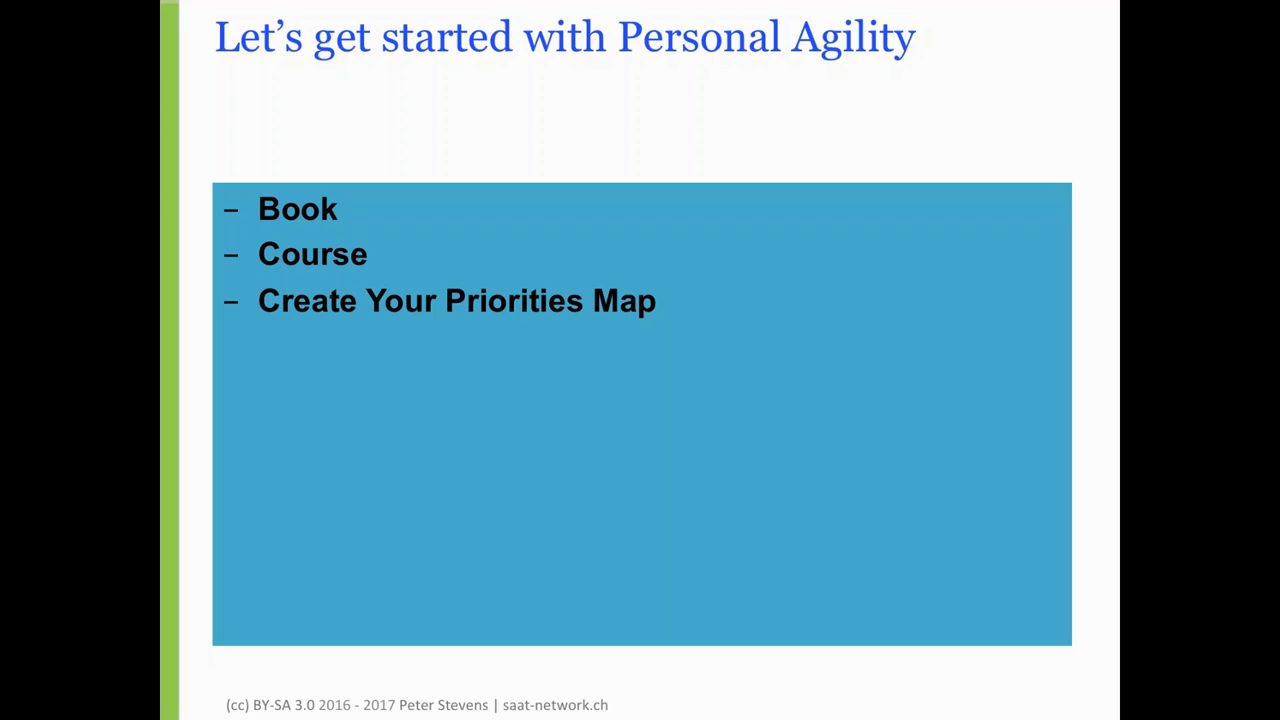 Let’s get started with Personal Agility
– Book
– Course
– Create Your Priorities Map
(cc) BY-SA 3.0 2016 - 2017 Peter Stevens | saat-network.ch